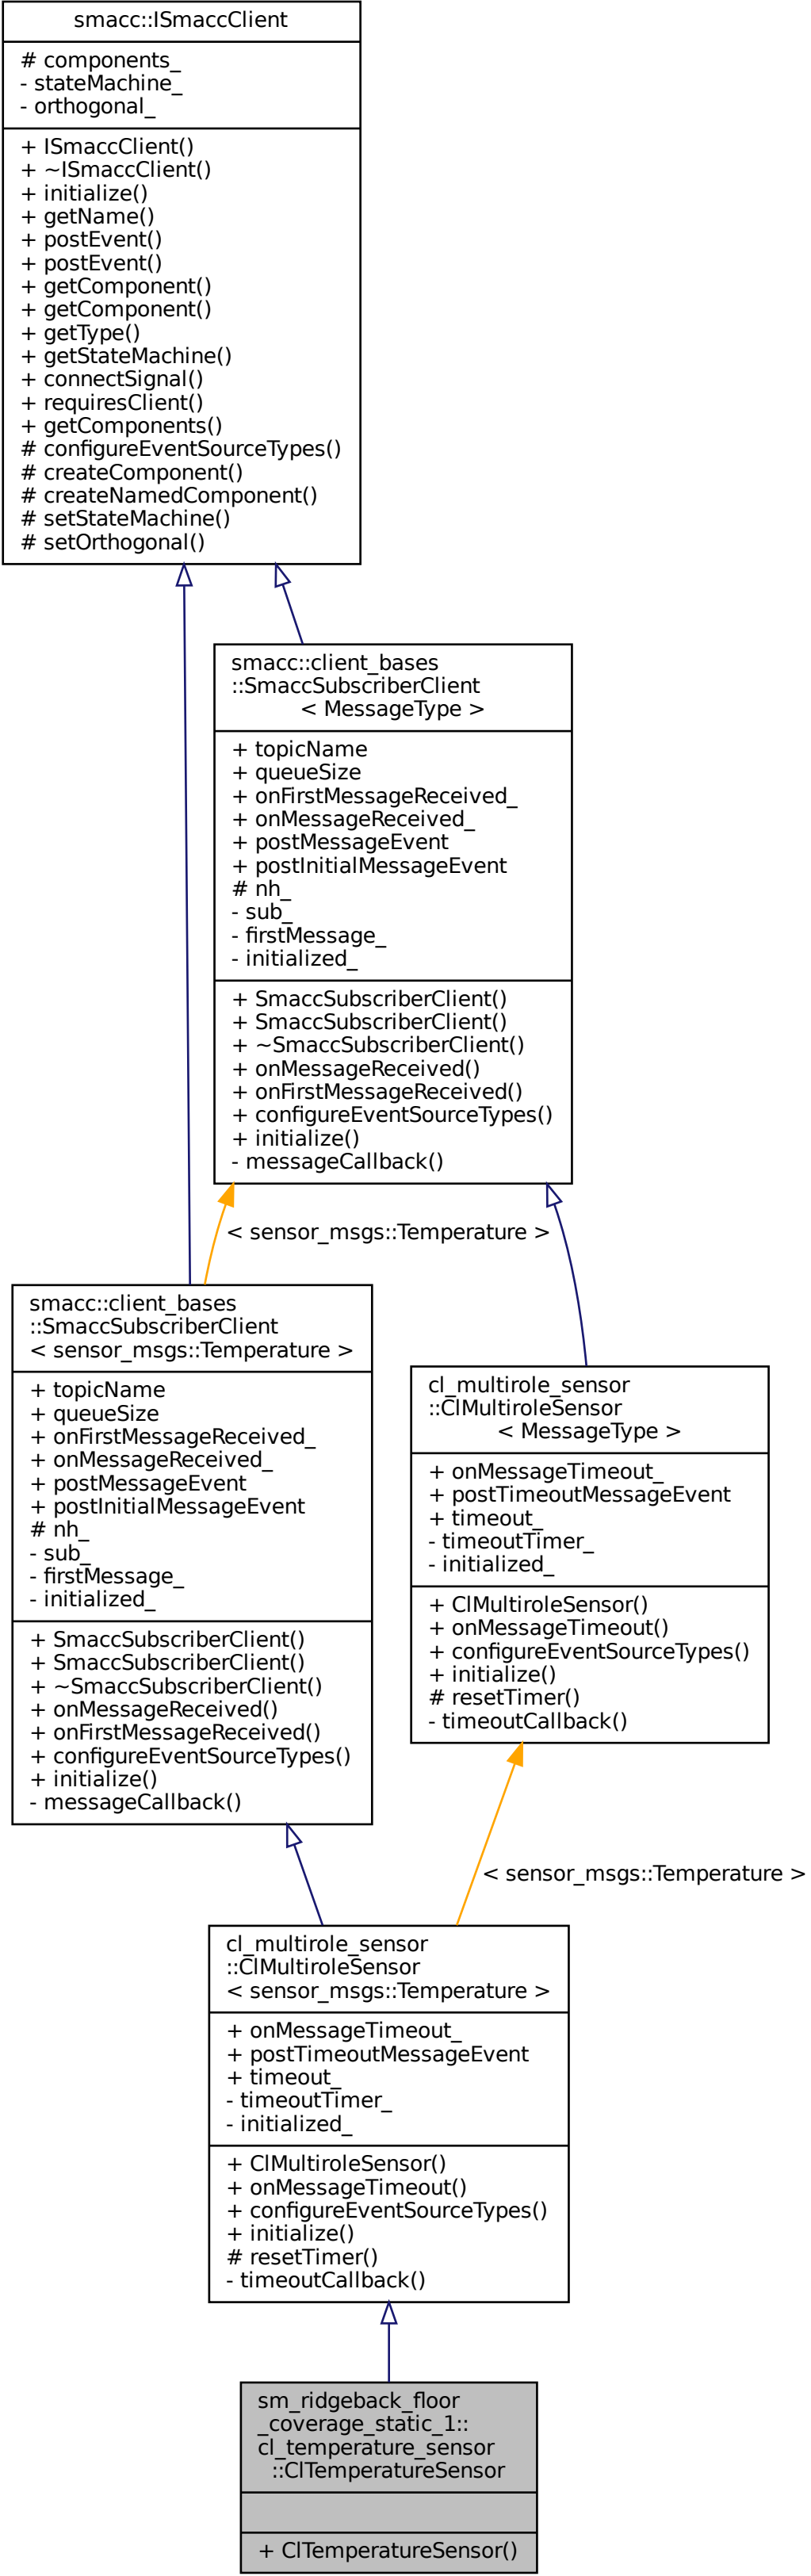 smacc::ISmaccClient
# components_
- stateMachine_
- orthogonal_
+ ISmaccClient()
+ ~ISmaccClient()
+ initialize()
+ getName()
+ postEvent()
+ postEvent()
+ getComponent()
+ getComponent()
+ getType()
+ getStateMachine()
+ connectSignal()
+ requiresClient()
+ getComponents()
# configureEventSourceTypes()
# createComponent()
# createNamedComponent()
# setStateMachine()
# setOrthogonal()
smacc::client_bases
::SmaccSubscriberClient
< MessageType >
+ topicName
+ queueSize
+ onFirstMessageReceived_
+ onMessageReceived_
+ postMessageEvent
+ postInitialMessageEvent
# nh_
- sub_
- firstMessage_
- initialized_
+ SmaccSubscriberClient()
+ SmaccSubscriberClient()
+ ~SmaccSubscriberClient()
+ onMessageReceived()
+ onFirstMessageReceived()
+ configureEventSourceTypes()
+ initialize()
- messageCallback()
< sensor_msgs::Temperature >
smacc::client_bases
::SmaccSubscriberClient
< sensor_msgs::Temperature >
+ topicName
+ queueSize
+ onFirstMessageReceived_
+ onMessageReceived_
+ postMessageEvent
+ postInitialMessageEvent
# nh_
- sub_
- firstMessage_
- initialized_
+ SmaccSubscriberClient()
+ SmaccSubscriberClient()
+ ~SmaccSubscriberClient()
+ onMessageReceived()
+ onFirstMessageReceived()
+ configureEventSourceTypes()
+ initialize()
- messageCallback()
cl_multirole_sensor
::ClMultiroleSensor
< MessageType >
+ onMessageTimeout_
+ postTimeoutMessageEvent
+ timeout_
- timeoutTimer_
- initialized_
+ ClMultiroleSensor()
+ onMessageTimeout()
+ configureEventSourceTypes()
+ initialize()
# resetTimer()
- timeoutCallback()
< sensor_msgs::Temperature >
cl_multirole_sensor
::ClMultiroleSensor
< sensor_msgs::Temperature >
+ onMessageTimeout_
+ postTimeoutMessageEvent
+ timeout_
- timeoutTimer_
- initialized_
+ ClMultiroleSensor()
+ onMessageTimeout()
+ configureEventSourceTypes()
+ initialize()
# resetTimer()
- timeoutCallback()
sm_ridgeback_floor
_coverage_static_1::
cl_temperature_sensor
::ClTemperatureSensor
+ ClTemperatureSensor()